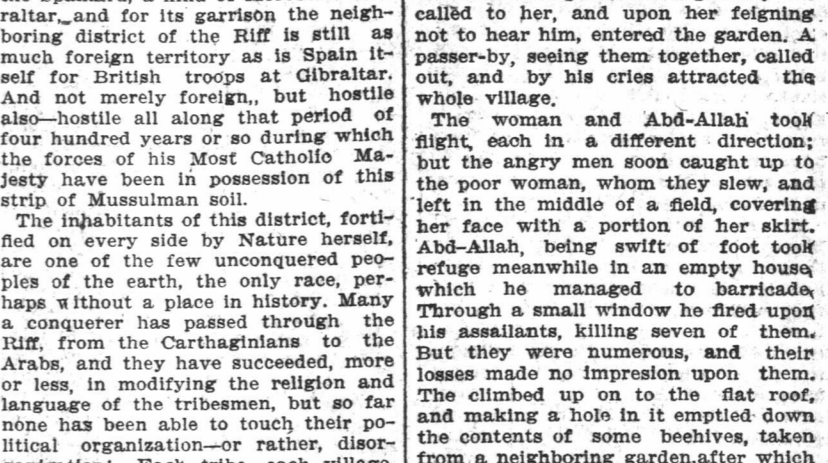 raltar, and for its garrison the neigh-
boring district of the Riff is still as
much foreign territory as is Spain it-
self for British troops at Gibraltar.
And not merely foreign,, but hostile
also—hostile all along that period of
four hundred years or so during which
the forces of his Most Catholic Ma-
jesty have been in possession of this
strip of Mussulman soil.
The inhabitants of this district, forti-
fied on every side by Nature herself,
are one of the few unconquered peo-
ples of the earth, the only race, per-
haps without a place in history. Many
a conquerer has passed through the
Riff, from the Carthaginians to the
Arabs, and they have succeeded, more
or less, in modifying the religion and
language of the tribesmen, but so far
none has been able to touch their po-
litical organization—or rather, disor-
called to her, and upon her feigning
not to hear him, entered the garden. A
passer-by, seeing them together, called
out, and by his cries attracted the
whole village.
The woman and Abd-Allah took
flight, each in a different direction;
but the angry men soon caught up to
the poor woman, whom they slew, and
left in the middle of a field, covering
her face with a portion of her skirt.
Abd-Allah, being swift of foot took
refuge meanwhile in an empty house,
which he managed to barricade.
Through a small window he fired upon
his assailants, killing seven of them.
But they were numerous, and their
losses made no impresion upon them.
The climbed up on to the flat roof,
and making a hole in it emptied down
the contents of some beehives, taken
from a neighboring garden.after which